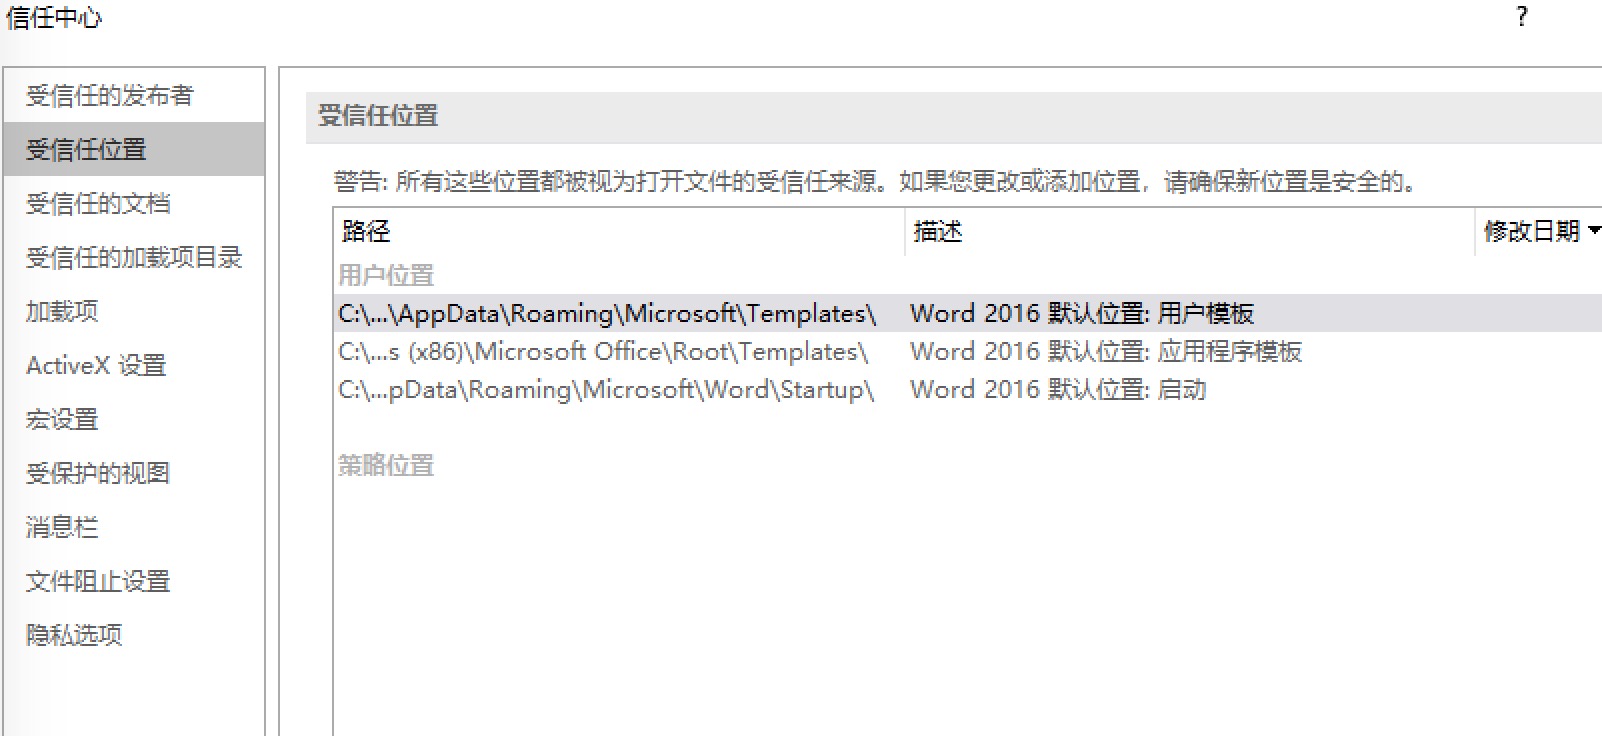 信任中心
?
受信任的发布者
受信任位置
受信任的文档
受信任的加载项目录
加载项
ActiveX 设置
宏设置
受保护的视图
消息栏
文件阻止设置
隐私选项
受信任位置
警告: 所有这些位置都被视为打开文件的受信任来源。如果您更改或添加位置，请确保新位置是安全的。
路径 描述 修改日期
用户位置
C:\...\AppData\Roaming\Microsoft\Templates\ Word 2016 默认位置: 用户模板
C:\...s (x86)\Microsoft Office\Root\Templates\ Word 2016 默认位置: 应用程序模板
C:\...pData\Roaming\Microsoft\Word\Startup\ Word 2016 默认位置: 启动
策略位置